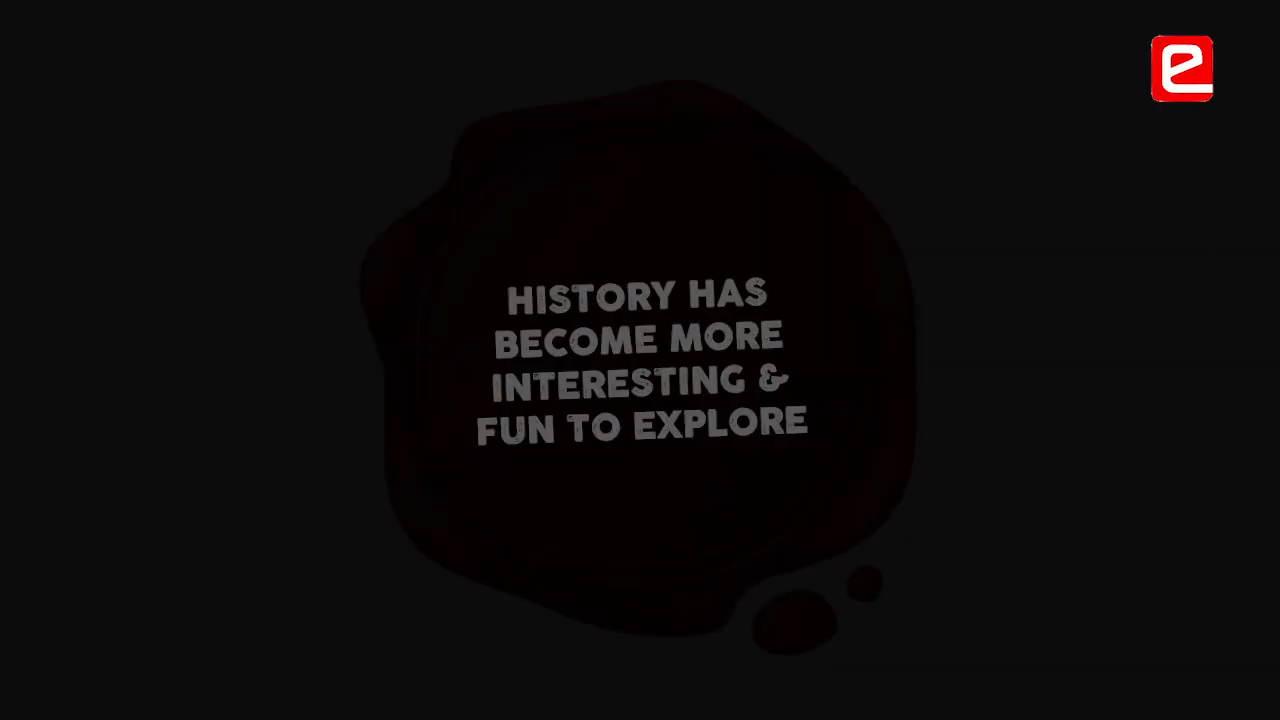 e
HISTORY HAS
BECOME MORE
INTERESTING &
FUN TO EXPLORE